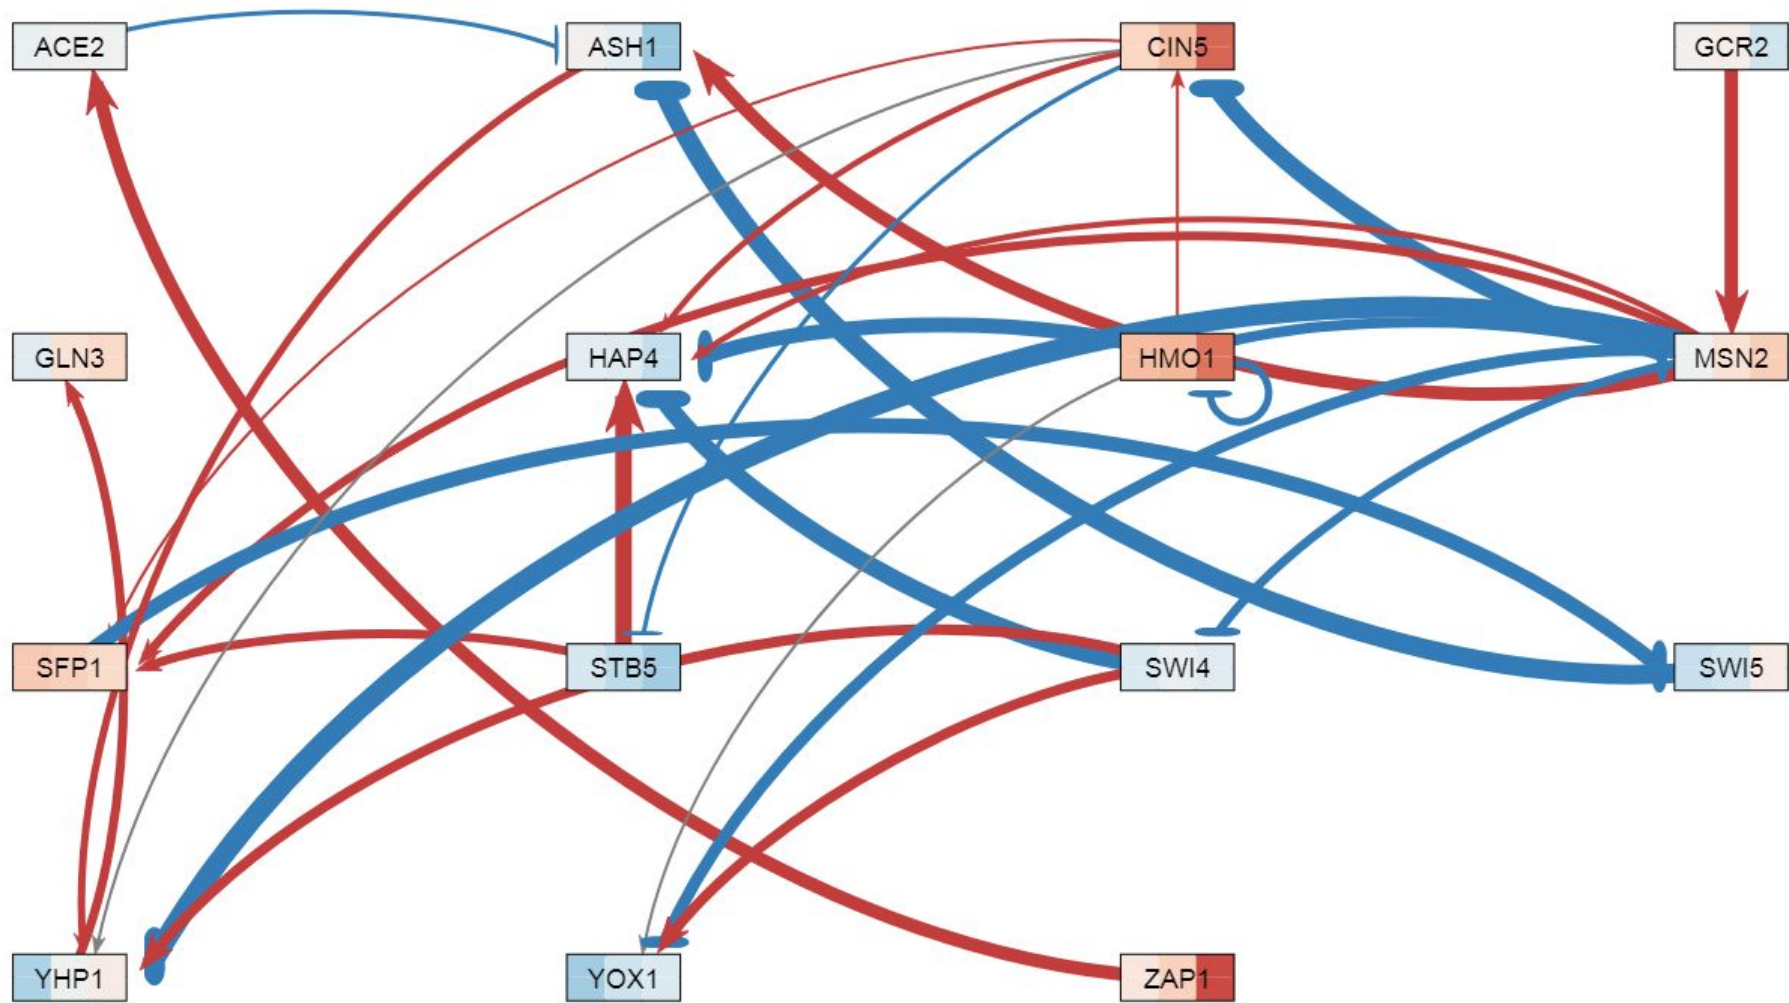 ACE2
ASH1
CIN5
GCR2
GLN3
HAP4
HMO1
MSN2
SFP1
STB5
SWI4
SWI5
YHP1
YOX1
ZAP1